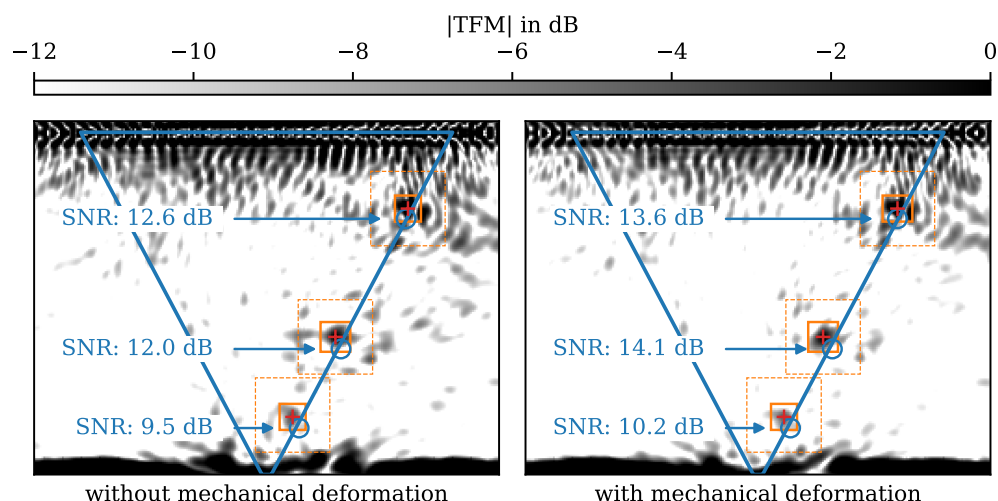 |TFM| in dB
−12 −10 −8 −6 −4 −2 0
SNR: 12.6 dB
SNR: 12.0 dB
SNR: 9.5 dB
without mechanical deformation
SNR: 13.6 dB
SNR: 14.1 dB
SNR: 10.2 dB
with mechanical deformation